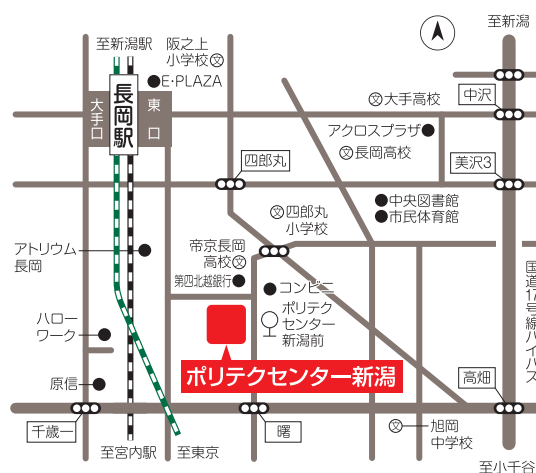 至新潟
至新潟駅
阪之上
小学校文
E･PLAZA
長岡駅
大手口
東口
文大手高校
中沢
アクロスプラザ
文長岡高校
四郎丸
美沢3
中央図書館
市民体育館
文四郎丸
小学校
帝京長岡
高校文
アトリウム
長岡
第四北越銀行
コンビニ
ポリテク
センター
新潟前
国道17号線バイパス
ハロー
ワーク
原信
ポリテクセンター新潟
高畑
千歳一
曙
文旭岡
中学校
至宮内駅
至東京
至小千谷